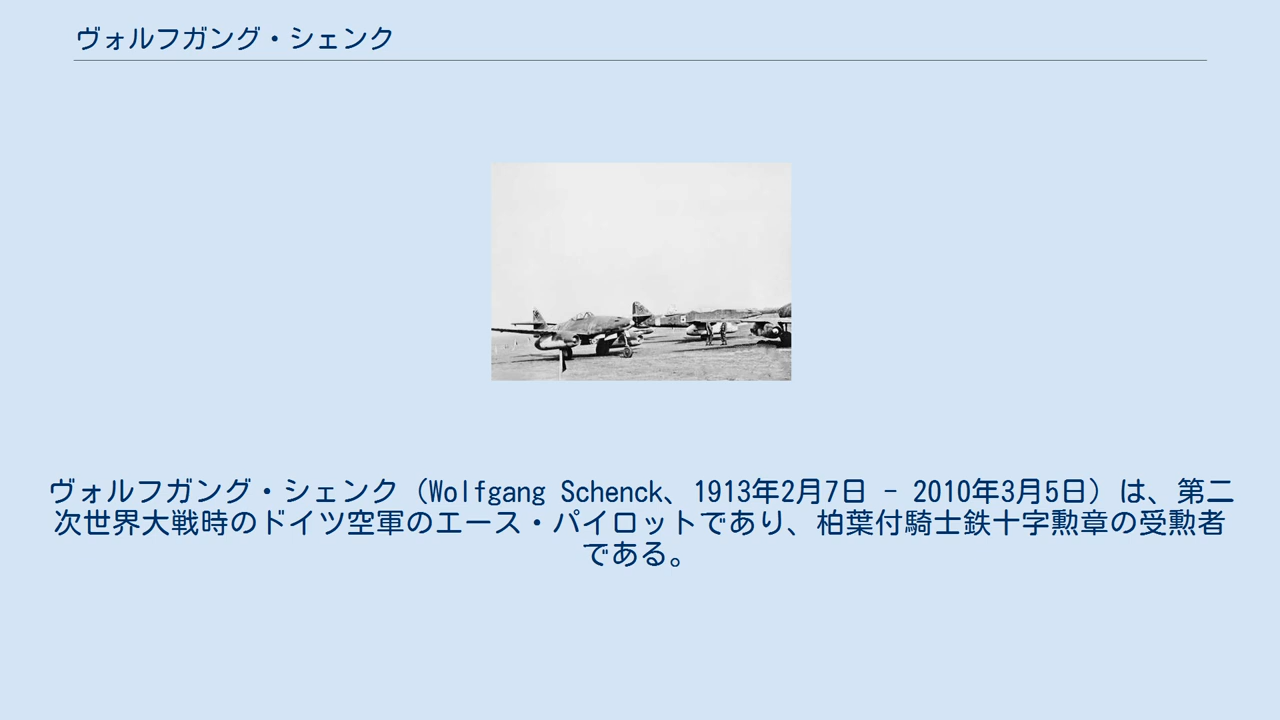 ヴォルフガング・シェンク
ヴォルフガング・シェンク（Wolfgang Schenck、1913年2月7日 - 2010年3月5日）は、第二
次世界大戦時のドイツ空軍のエース・パイロットであり、柏葉付騎士鉄十字勲章の受勲者
である。